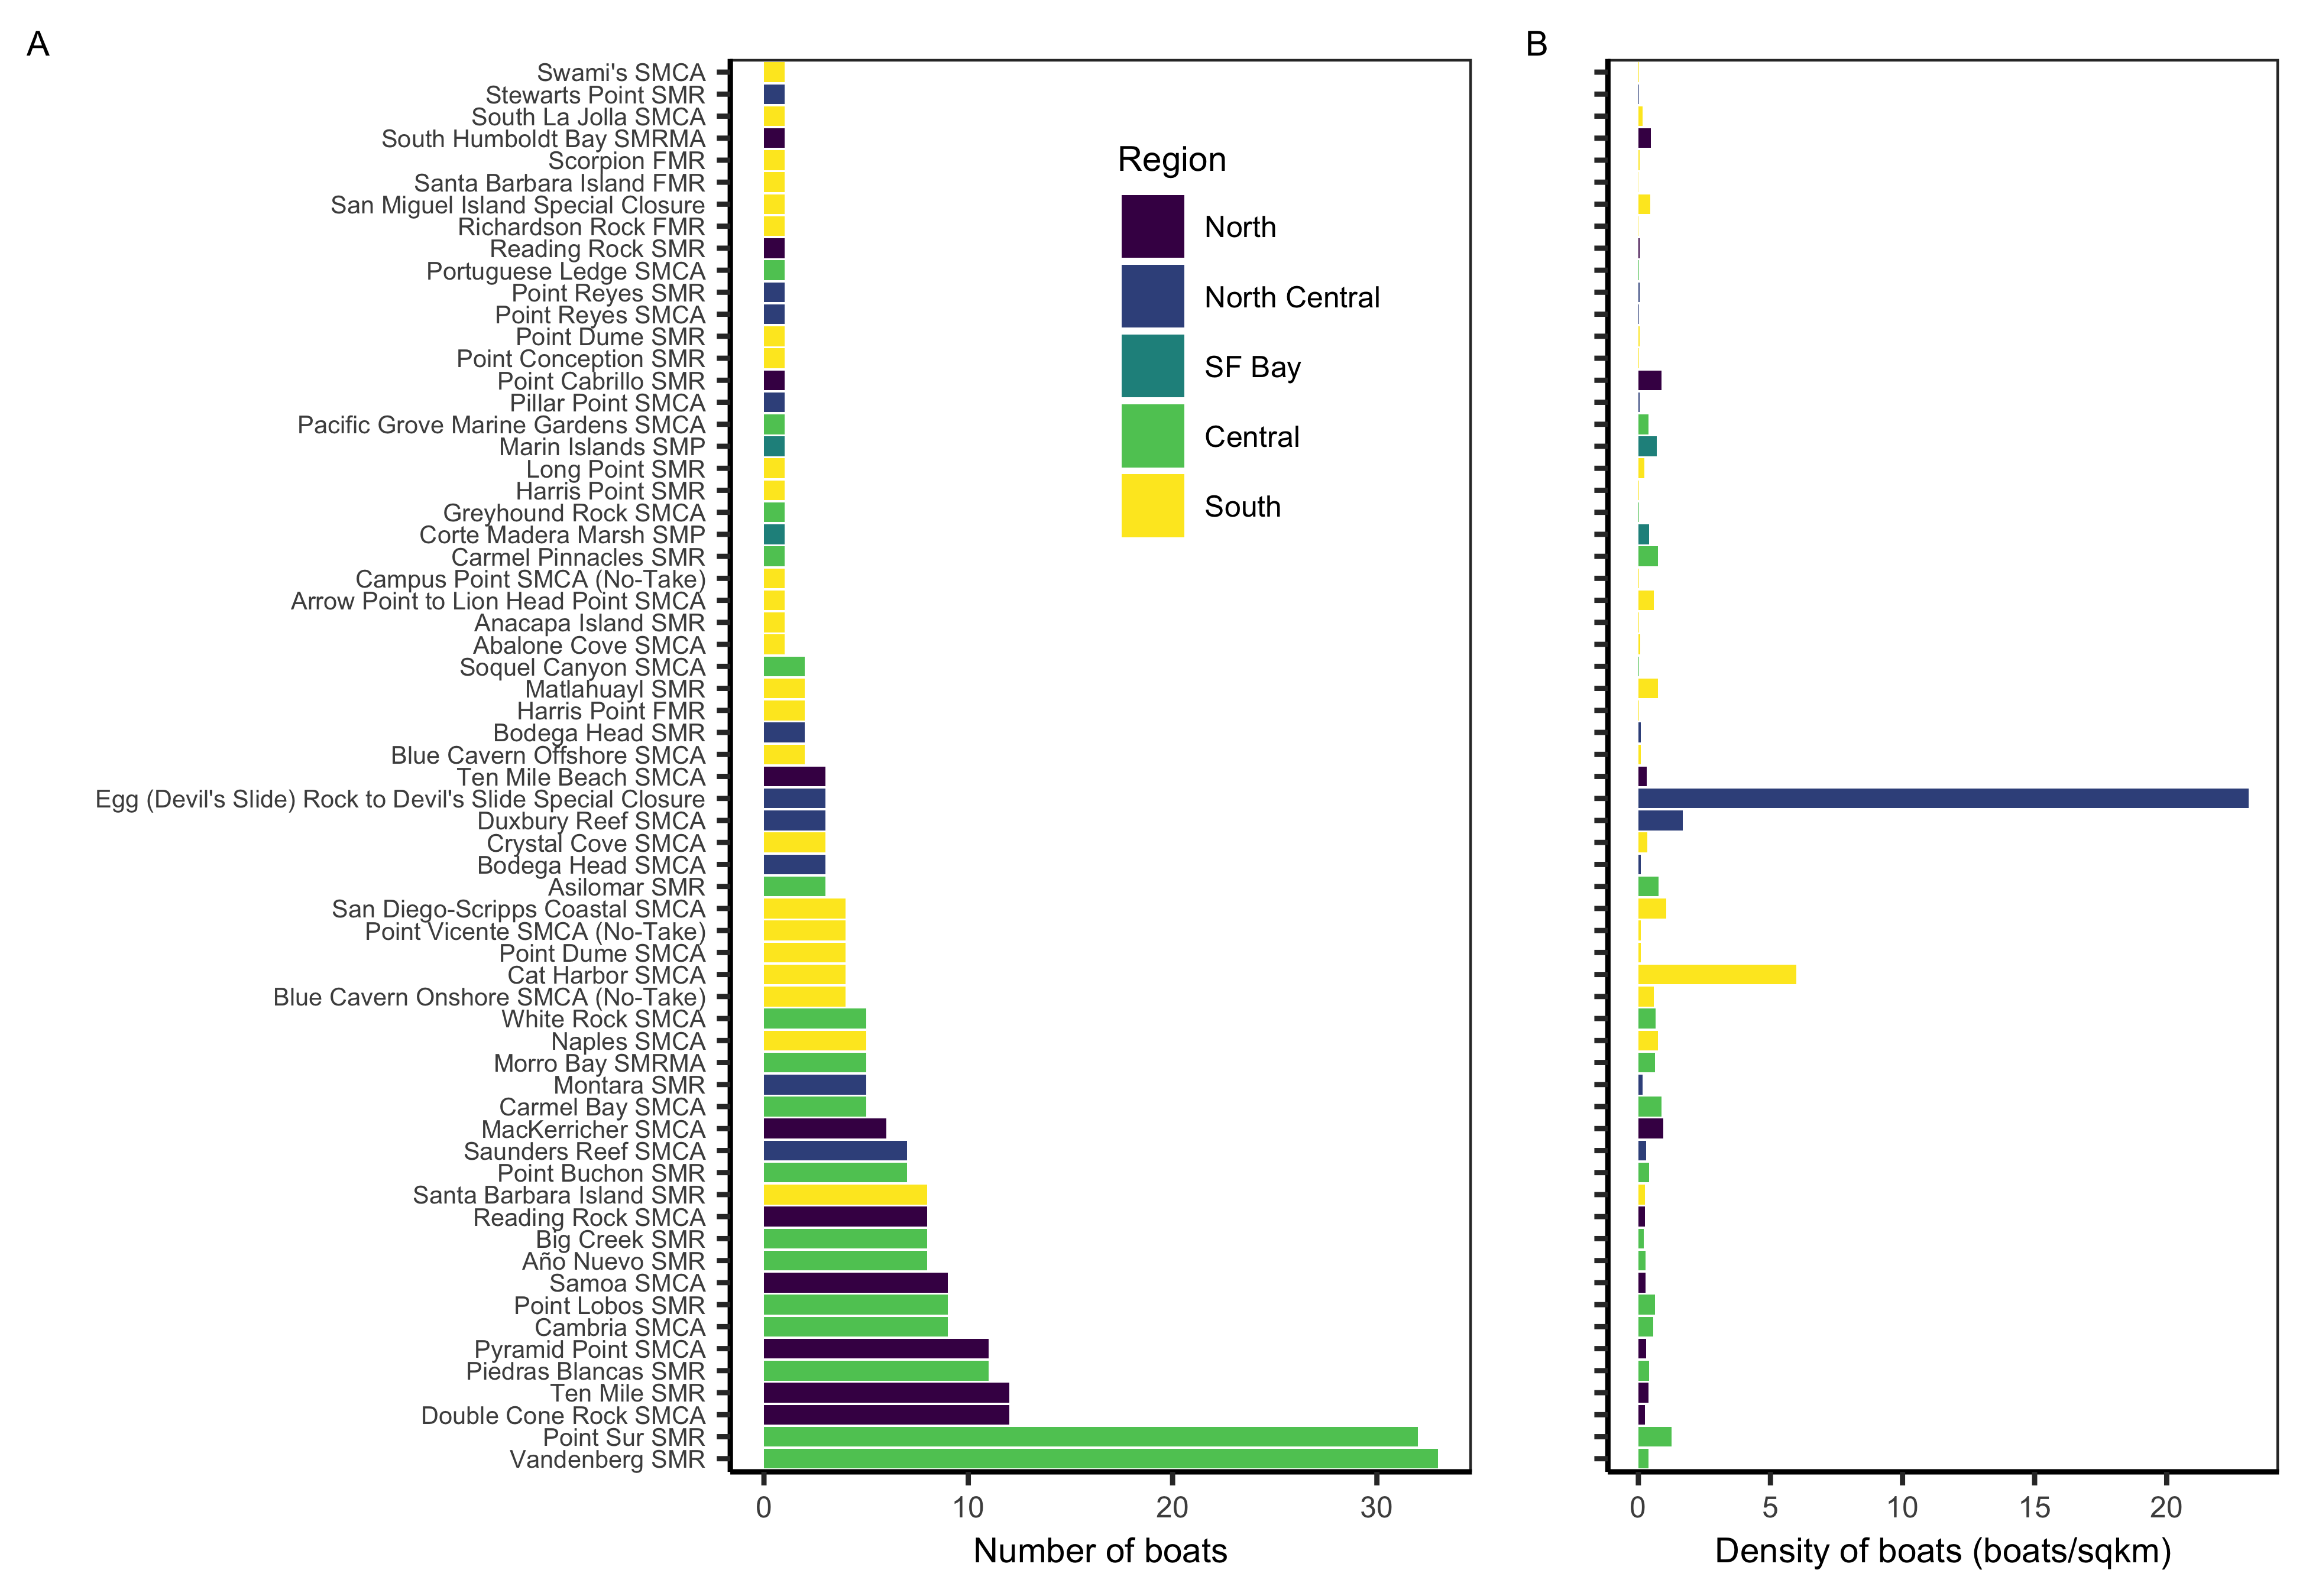 A
B
Swami's SMCA
Stewarts Point SMR
South La Jolla SMCA
South Humboldt Bay SMRMA
Scorpion FMR
Santa Barbara Island FMR
San Miguel Island Special Closure
Richardson Rock FMR
Reading Rock SMR
Portuguese Ledge SMCA
Point Reyes SMR
Point Reyes SMCA
Point Dume SMR
Point Conception SMR
Point Cabrillo SMR
Pillar Point SMCA
Pacific Grove Marine Gardens SMCA
Marin Islands SMP
Long Point SMR
Harris Point SMR
Greyhound Rock SMCA
Corte Madera Marsh SMP
Carmel Pinnacles SMR
Campus Point SMCA (No-Take)
Arrow Point to Lion Head Point SMCA
Anacapa Island SMR
Abalone Cove SMCA
Soquel Canyon SMCA
Matlahuayl SMR
Harris Point FMR
Bodega Head SMR
Blue Cavern Offshore SMCA
Ten Mile Beach SMCA
Egg (Devil's Slide) Rock to Devil's Slide Special Closure
Duxbury Reef SMCA
Crystal Cove SMCA
Bodega Head SMCA
Asilomar SMR
San Diego-Scripps Coastal SMCA
Point Vicente SMCA (No-Take)
Point Dume SMCA
Cat Harbor SMCA
Blue Cavern Onshore SMCA (No-Take)
White Rock SMCA
Naples SMCA
Morro Bay SMRMA
Montara SMR
Carmel Bay SMCA
MacKerricher SMCA
Saunders Reef SMCA
Point Buchon SMR
Santa Barbara Island SMR
Reading Rock SMCA
Big Creek SMR
Año Nuevo SMR
Samoa SMCA
Point Lobos SMR
Cambria SMCA
Pyramid Point SMCA
Piedras Blancas SMR
Ten Mile SMR
Double Cone Rock SMCA
Point Sur SMR
Vandenberg SMR
Region
North
North Central
SF Bay
Central
South
0 10 20 30
Number of boats
0 5 10 15 20
Density of boats (boats/sqkm)